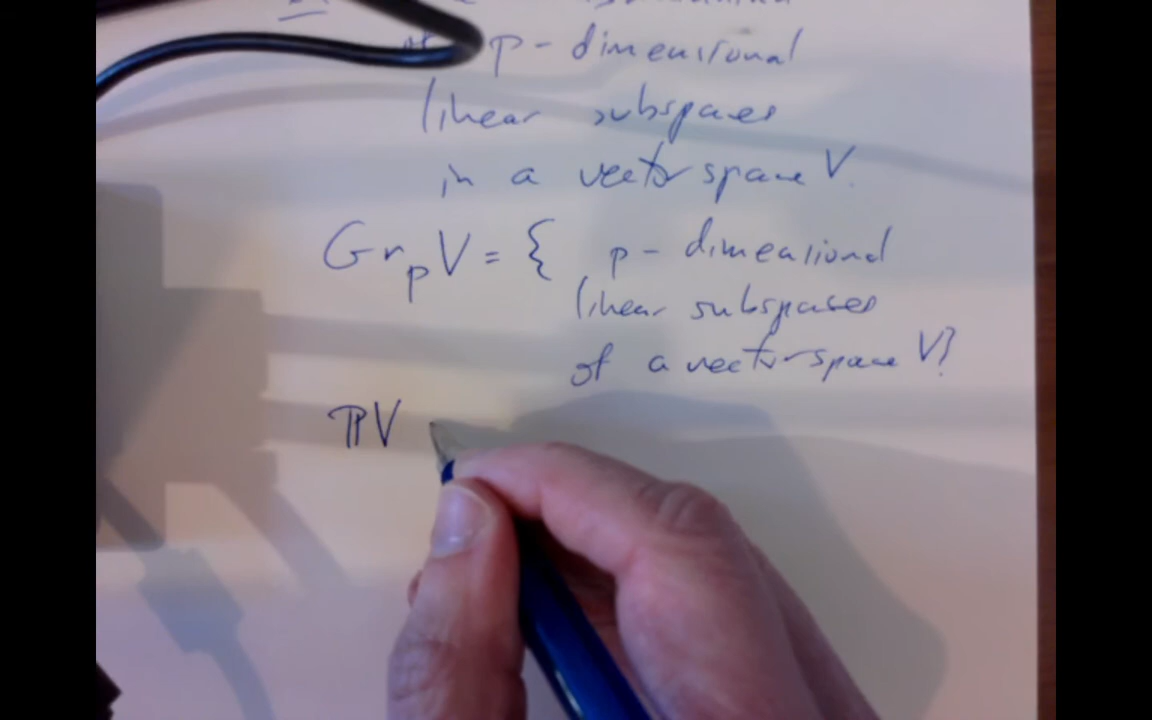 p - dimensional
linear subspaces
in a vector space V.
Gr_p V = { p - dimensional
linear subspaces
of a vector space V}
ℙV